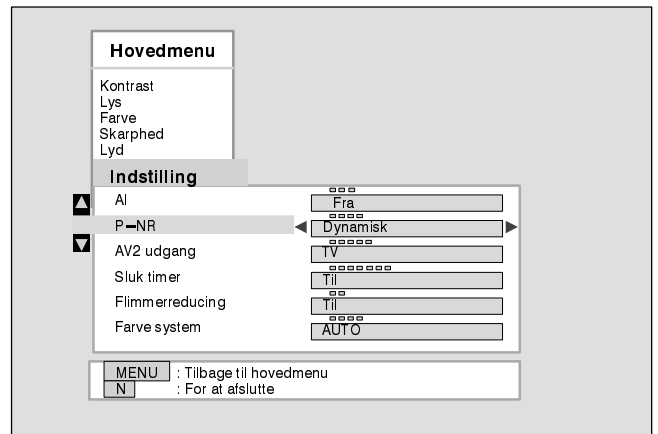 Hovedmenu
Kontrast
Lys
Farve
Skarphed
Lyd
Indstilling
AI Fra
P–NR Dynamisk
AV2 udgang TV
Sluk timer Til
Flimmerreducing Til
Farve system AUTO
MENU : Tilbage til hovedmenu
N : For at afslutte